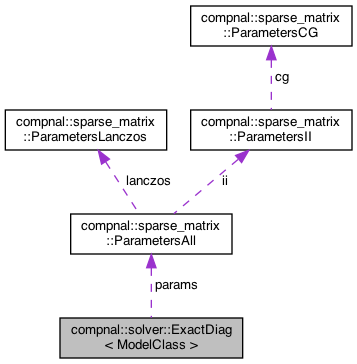 compnal::sparse_matrix
::ParametersCG
cg
compnal::sparse_matrix
::ParametersLanczos
compnal::sparse_matrix
::ParametersII
lanczos
ii
compnal::sparse_matrix
::ParametersAll
params
compnal::solver::ExactDiag
< ModelClass >